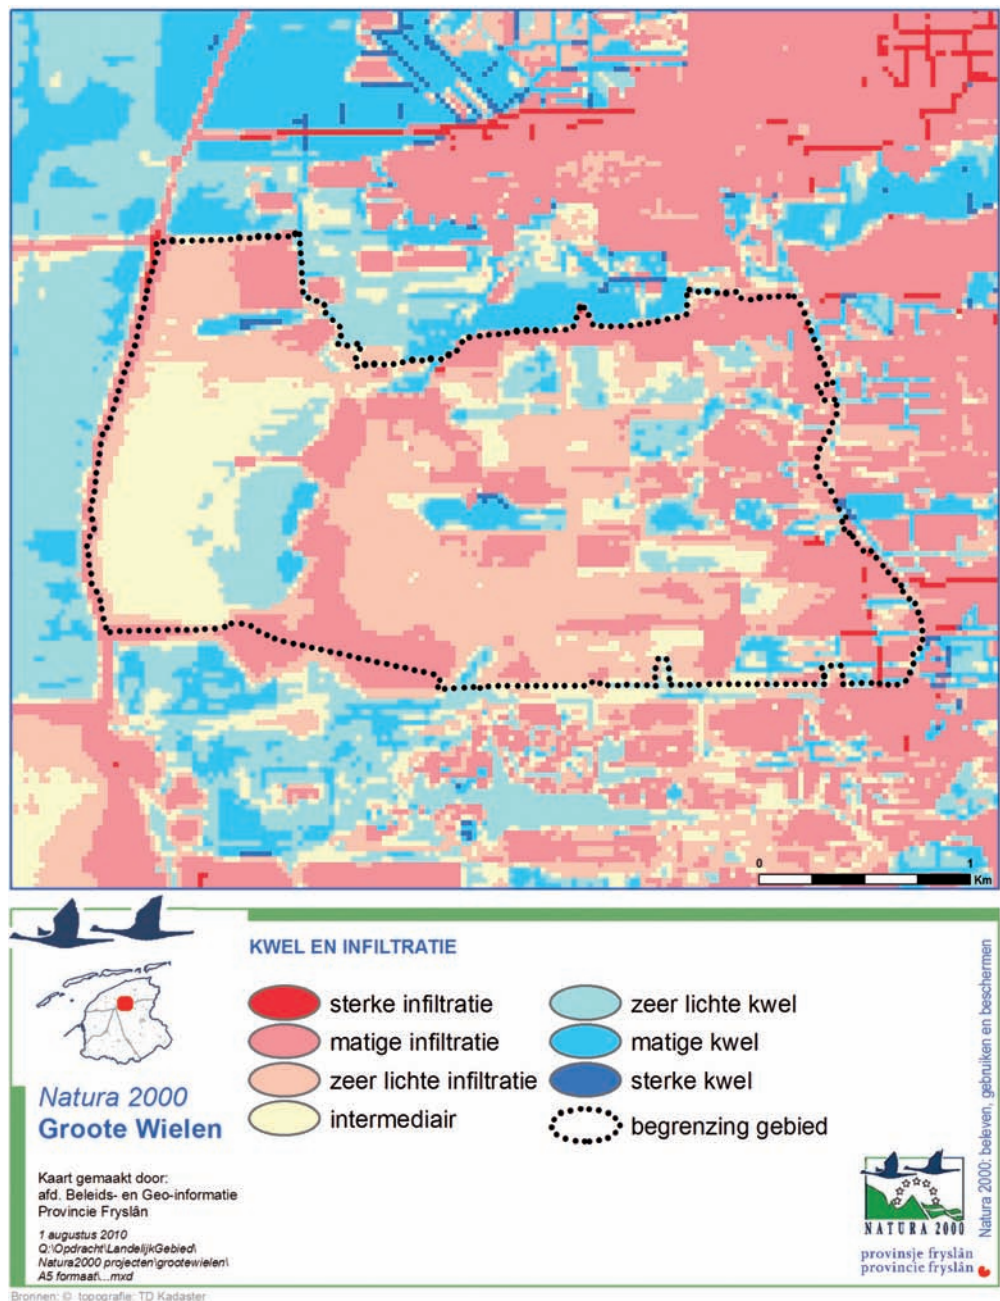 0 1
Km
KWEL EN INFILTRATIE
sterke infiltratie
matige infiltratie
zeer lichte infiltratie
intermediair
zeer lichte kwel
matige kwel
sterke kwel
begrenzing gebied
Natura 2000
Groote Wielen
Kaart gemaakt door:
afd. Beleids- en Geo-informatie
Provincie Fryslân
1 augustus 2010
Q:\Opdracht\LandelijkGebied\
Natura2000 projecten\grootewielen\
A5 formaat\...mxd
Natura 2000: beleven, gebruiken en beschermen
NATURA 2000
provinsje fryslân
provincie fryslân
Bronnen: © topografie: TD Kadaster